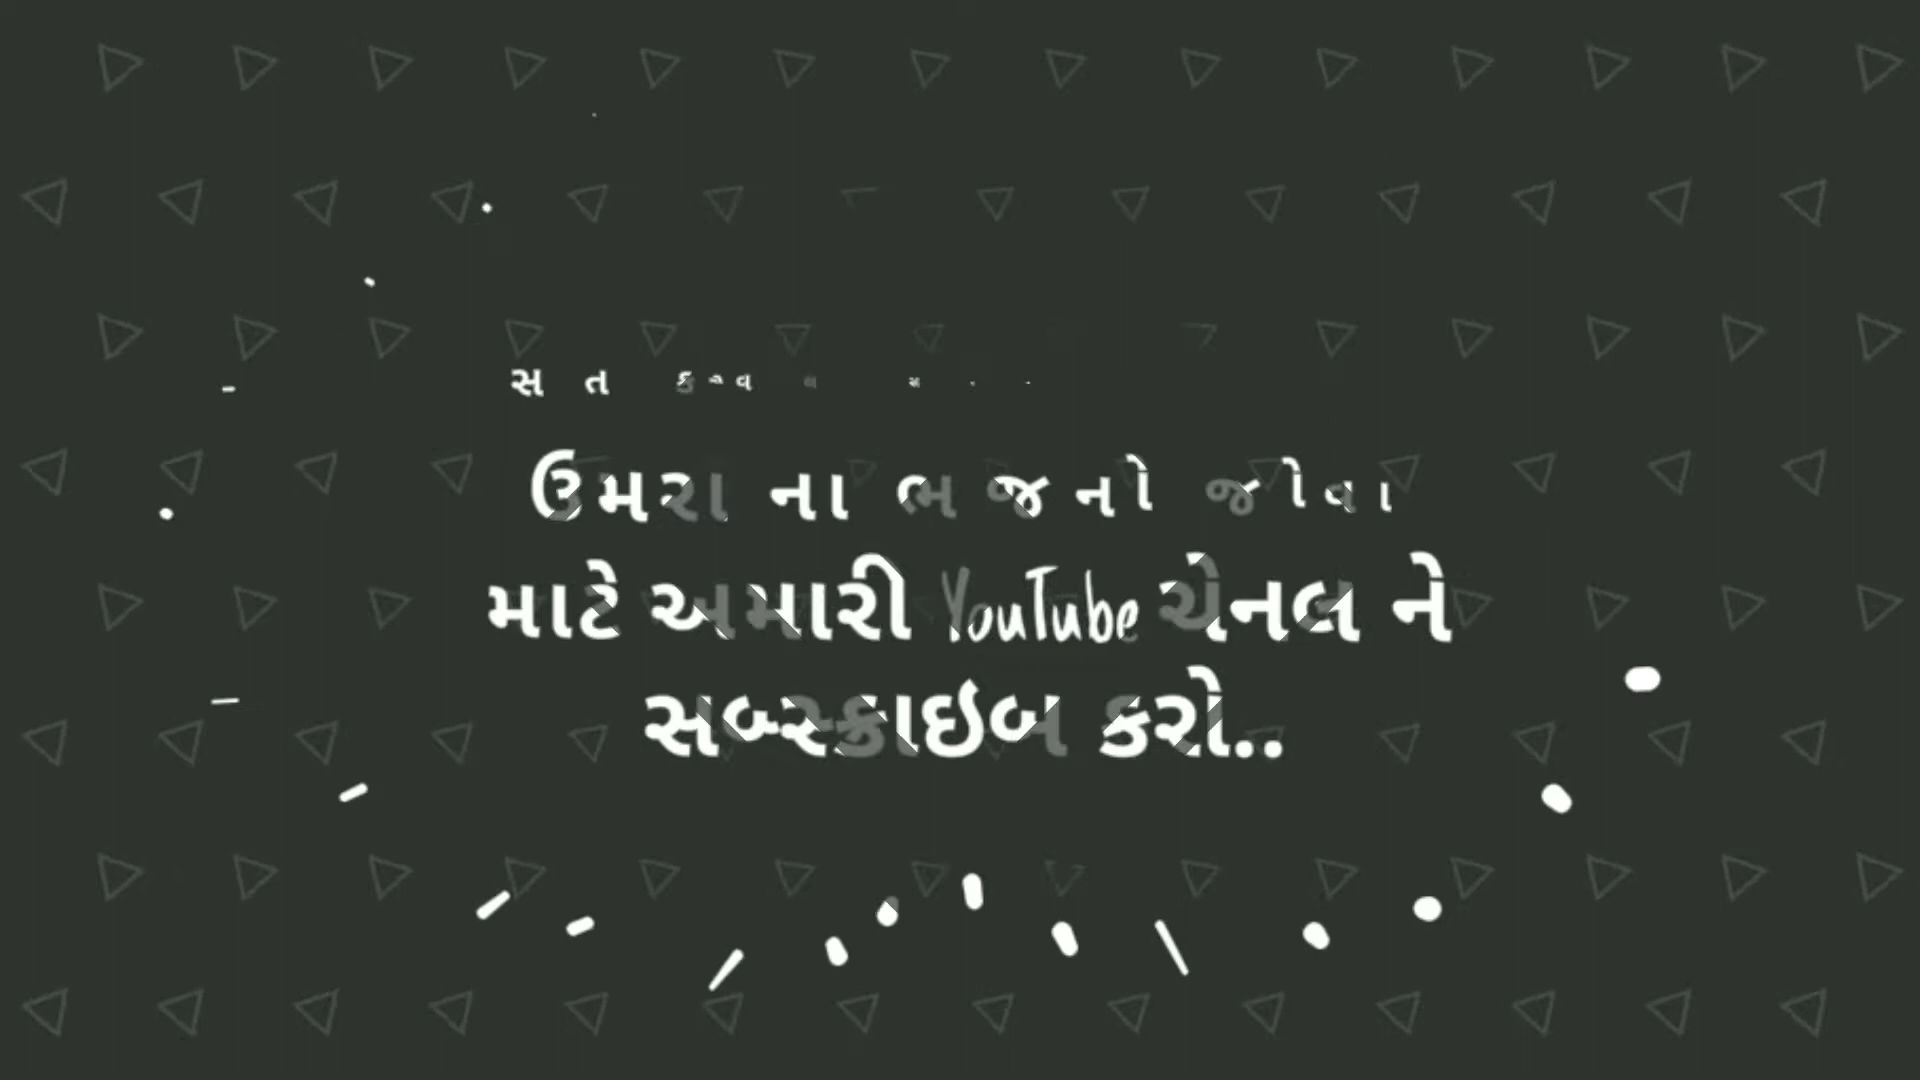 ઉમરા ના ભજનો જોવા
માટે અમારી YouTube ચેનલ ને
સબ્સ્ક્રાઇબ કરો..